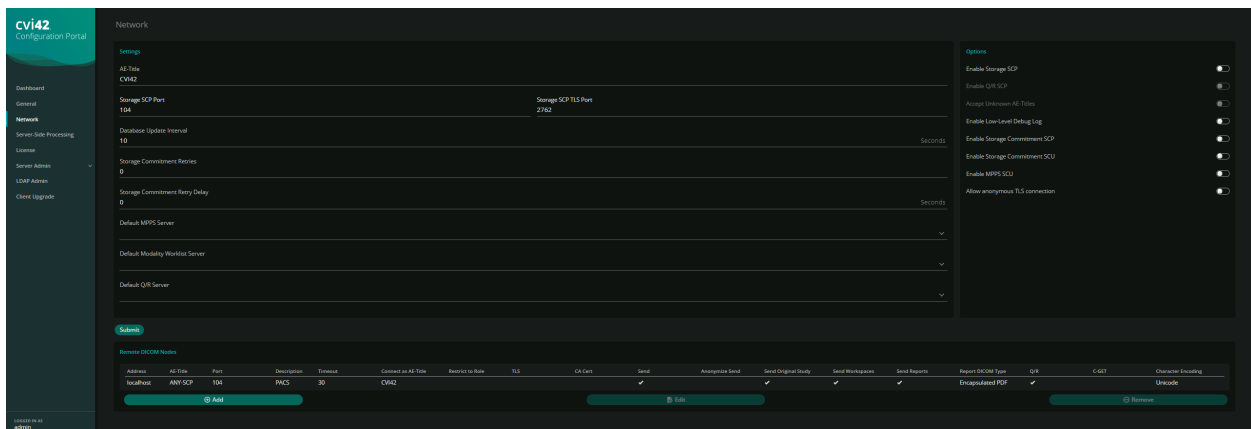 cvi42
Configuration Portal
Dashboard
General
Network
Server-Side Processing
License
Server Admin
LDAP Admin
Client Upgrade
LOGGED IN AS
admin
Network
Settings
AE-Title
CVI42
Storage SCP Port Storage SCP TLS Port
104 2762
Database Update Interval
10 Seconds
Storage Commitment Retries
0
Storage Commitment Retry Delay
0 Seconds
Default MPPS Server
Default Modality Worklist Server
Default Q/R Server
Options
Enable Storage SCP
Enable Q/R SCP
Accept Unknown AE-Titles
Enable Low-Level Debug Log
Enable Storage Commitment SCP
Enable Storage Commitment SCU
Enable MPPS SCU
Allow anonymous TLS connection
Submit
Remote DICOM Nodes
Address AE-Title Port Description Timeout Connect as AE-Title Restrict to Role TLS CA Cert Send Anonymize Send Send Original Study Send Workspaces Send Reports Report DICOM Type Q/R C-GET Character Encoding
localhost ANY-SCP 104 PACS 30 CVI42 Encapsulated PDF Unicode
Add Edit Remove